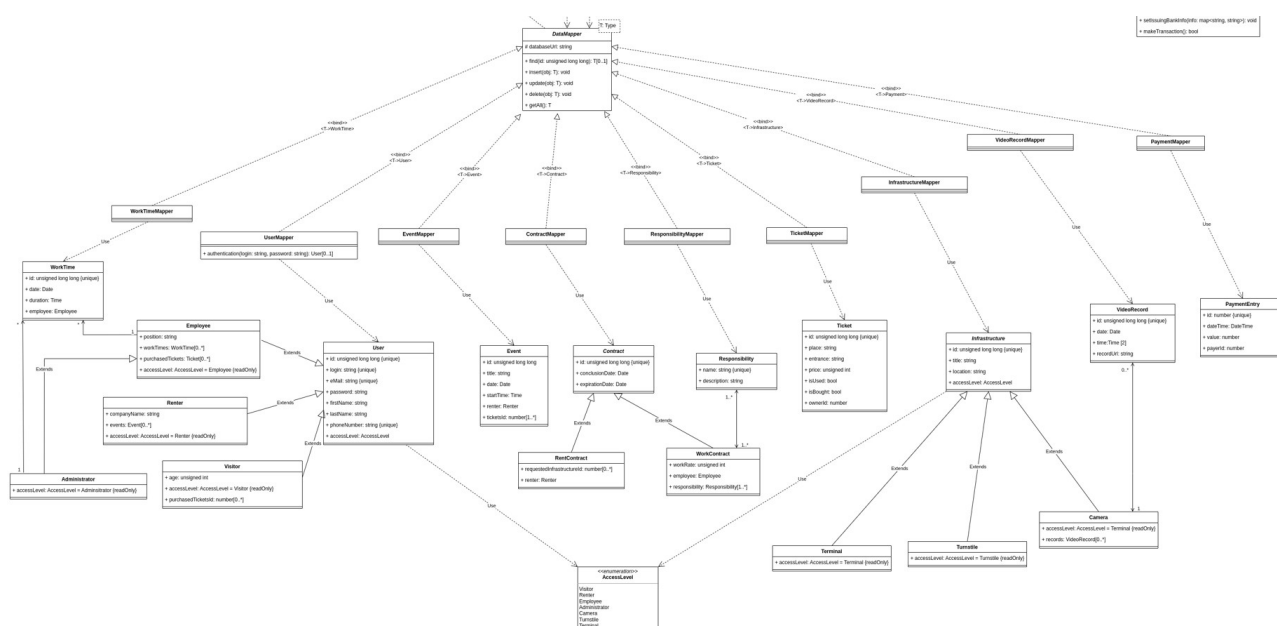 + setIssuingBankInfo(info: map<string, string>): void
+ makeTransaction(): bool
T: Type
DataMapper
# databaseUrl: string
+ find(id: unsigned long long): T[0..1]
+ insert(obj: T): void
+ update(obj: T): void
+ delete(obj: T): void
+ getAll(): T
<<bind>>
<T->WorkTime>
<<bind>>
<T->User>
<<bind>>
<T->Event>
<<bind>>
<T->Contract>
<<bind>>
<T->Responsibility>
<<bind>>
<T->Ticket>
<<bind>>
<T->Infrastructure>
<<bind>>
<T->VideoRecord>
<<bind>>
<T->Payment>
WorkTimeMapper
UserMapper
+ authentication(login: string, password: string): User[0..1]
EventMapper
ContractMapper
ResponsibilityMapper
TicketMapper
InfrastructureMapper
VideoRecordMapper
PaymentMapper
Use
Use
Use
Use
Use
Use
Use
Use
Use
WorkTime
+ id: unsigned long long {unique}
+ date: Date
+ duration: Time
+ employee: Employee
*
*
1
Employee
+ position: string
+ workTimes: WorkTime[0..*]
+ purchasedTickets: Ticket[0..*]
+ accessLevel: AccessLevel = Employee {readOnly}
Extends
Extends
Renter
+ companyName: string
+ events: Event[0..*]
+ accessLevel: AccessLevel = Renter {readOnly}
Extends
1
Administrator
+ accessLevel: AccessLevel = Adminsitrator {readOnly}
Visitor
+ age: unsigned int
+ accessLevel: AccessLevel = Visitor {readOnly}
+ purchasedTicketsId: number[0..*]
Extends
User
+ id: unsigned long long {unique}
+ login: string {unique}
+ eMail: string {unique}
+ password: string
+ firstName: string
+ lastName: string
+ phoneNumber: string {unique}
+ accessLevel: AccessLevel
Use
Event
+ id: unsigned long long
+ title: string
+ date: Date
+ startTime: Time
+ renter: Renter
+ ticketsId: number[1..*]
Contract
+ id: unsigned long long {unique}
+ conclusionDate: Date
+ expirationDate: Date
Extends
Extends
RentContract
+ requestedInfrastructureId: number[0..*]
+ renter: Renter
Responsibility
+ name: string {unique}
+ description: string
1..*
1..*
WorkContract
+ workRate: unsigned int
+ employee: Employee
+ responsibility: Responsibility[1..*]
Ticket
+ id: unsigned long long {unique}
+ place: string
+ entrance: string
+ price: unsigned int
+ isUsed: bool
+ isBought: bool
+ ownerId: number
Infrastructure
+ id: unsigned long long {unique}
+ title: string
+ location: string
+ accessLevel: AccessLevel
Use
Extends
Extends
Extends
VideoRecord
+ id: unsigned long long {unique}
+ date: Date
+ time:Time [2]
+ recordUrl: string
0..*
1
PaymentEntry
+ id: number {unique}
+ dateTime: DateTime
+ value: number
+ payerId: number
Camera
+ accessLevel: AccessLevel = Terminal {readOnly}
+ records: VideoRecord[0..*]
Terminal
+ accessLevel: AccessLevel = Terminal {readOnly}
Turnstile
+ accessLevel: AccessLevel = Turnstile {readOnly}
<<enumeration>>
AccessLevel
Visitor
Renter
Employee
Administrator
Camera
Turnstile
Terminal